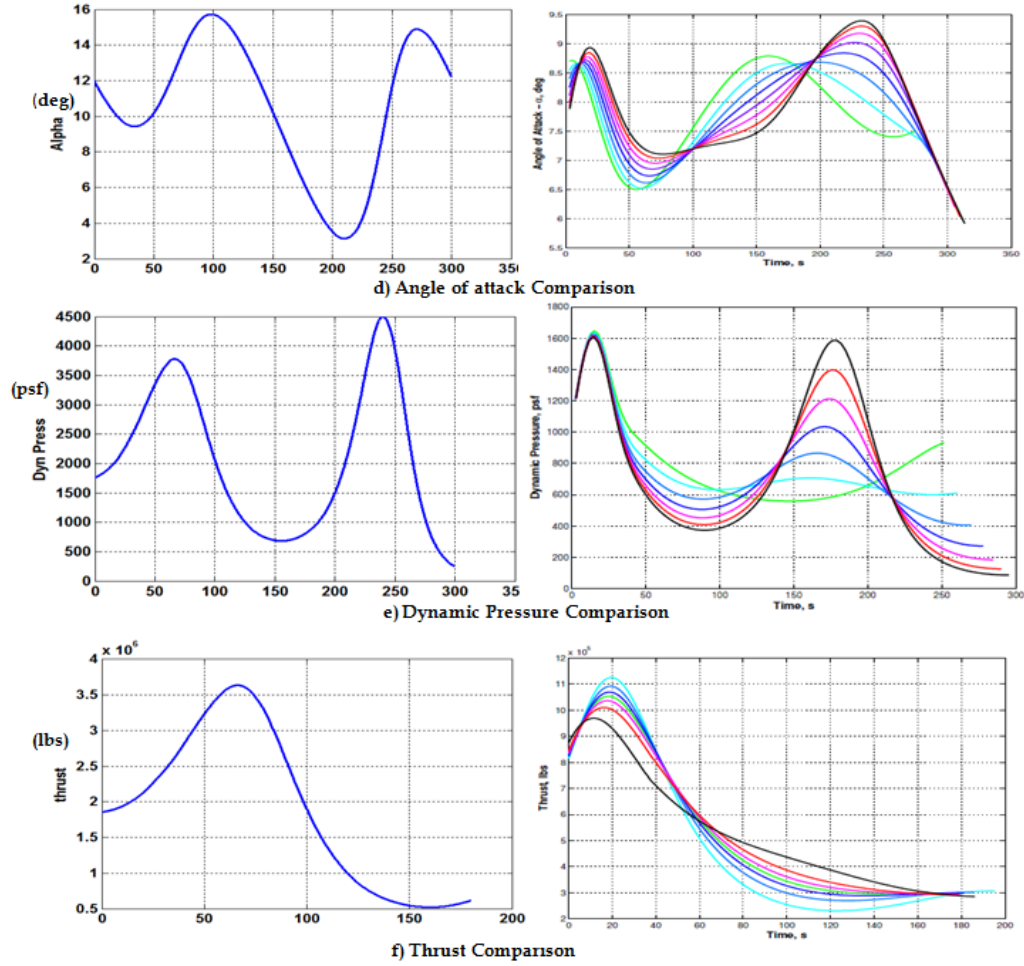 16
14
12
10
8
6
4
2
(deg)
Alpha
0 50 100 150 200 250 300 35
9.5
9
8.5
8
7.5
7
6.5
6
5.5
Angle of Attack – α, deg
0 50 100 150 200 250 300 350
Time, s
d) Angle of attack Comparison
4500
4000
3500
3000
2500
2000
1500
1000
500
0
(psf)
Dyn Press
0 50 100 150 200 250 300 35
1800
1600
1400
1200
1000
800
600
400
200
0
Dynamic Pressure, psf
0 50 100 150 200 250 300
Time, s
e) Dynamic Pressure Comparison
× 10⁶
4
3.5
3
2.5
2
1.5
1
0.5
(lbs)
thrust
0 50 100 150 200
× 10⁵
12
11
10
9
8
7
6
5
4
3
2
Thrust, lbs
0 20 40 60 80 100 120 140 160 180 200
Time, s
f) Thrust Comparison